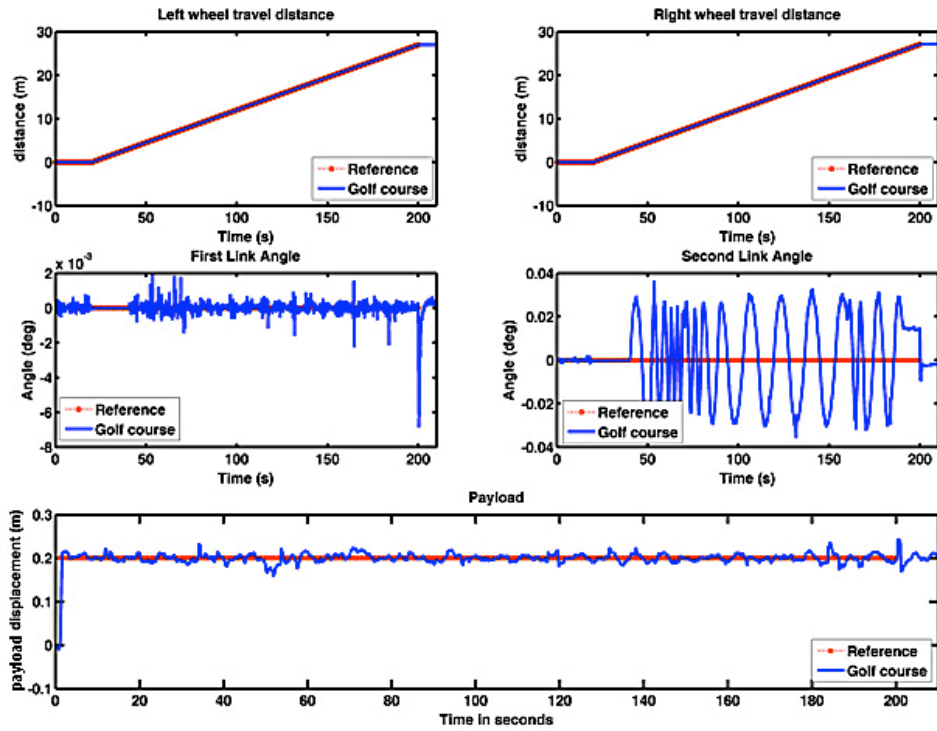 Left wheel travel distance
30
20
10
0
-10
distance (m)
0 50 100 150 200
Time (s)
Reference
Golf course
Right wheel travel distance
30
20
10
0
-10
distance (m)
0 50 100 150 200
Time (s)
Reference
Golf course
x 10⁻³
First Link Angle
2
0
-2
-4
-6
-8
Angle (deg)
0 50 100 150 200
Time (s)
Reference
Golf course
Second Link Angle
0.04
0.02
0
-0.02
-0.04
Angle (deg)
0 50 100 150 200
Time (s)
Reference
Golf course
Payload
0.3
0.2
0.1
0
-0.1
payload displacement (m)
0 20 40 60 80 100 120 140 160 180 200
Time in seconds
Reference
Golf course